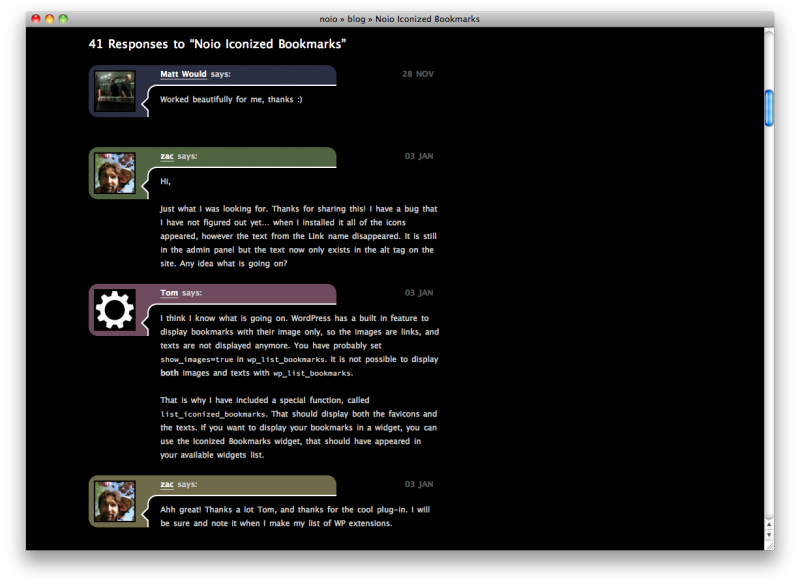 noio » blog » Noio Iconized Bookmarks
41 Responses to “Noio Iconized Bookmarks”
Matt Would says: 28 NOV
Worked beautifully for me, thanks :)
zac says: 03 JAN
Hi,
Just what I was looking for. Thanks for sharing this! I have a bug that
I have not figured out yet... when I installed it all of the icons
appeared, however the text from the Link name disappeared. It is still
in the admin panel but the text now only exists in the alt tag on the
site. Any idea what is going on?
Tom says: 03 JAN
I think I know what is going on. WordPress has a built in feature to
display bookmarks with their image only, so the images are links, and
texts are not displayed anymore. You have probably set
show_images=true in wp_list_bookmarks. It is not possible to display
both images and texts with wp_list_bookmarks.
That is why I have included a special function, called
list_iconized_bookmarks. That should display both the favicons and
the texts. If you want to display your bookmarks in a widget, you can
use the Iconized Bookmarks widget, that should have appeared in
your available widgets list.
zac says: 03 JAN
Ahh great! Thanks a lot Tom, and thanks for the cool plug-in. I will
be sure and note it when I make my list of WP extensions.